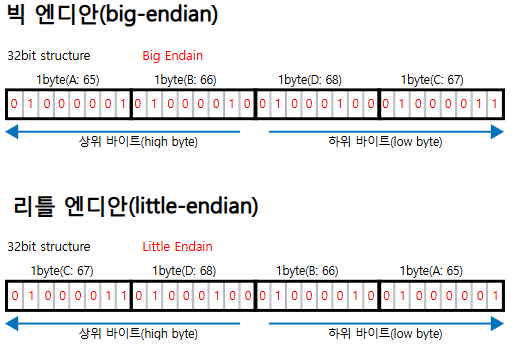 빅 엔디안(big-endian)
32bit structure Big Endain
1byte(A: 65) 1byte(B: 66) 1byte(D: 68) 1byte(C: 67)
0 1 0 0 0 0 0 1 0 1 0 0 0 0 1 0 0 1 0 0 0 1 0 0 0 1 0 0 0 0 1 1
상위 바이트(high byte) 하위 바이트(low byte)
리틀 엔디안(little-endian)
32bit structure Little Endain
1byte(C: 67) 1byte(D: 68) 1byte(B: 66) 1byte(A: 65)
0 1 0 0 0 0 1 1 0 1 0 0 0 1 0 0 0 1 0 0 0 0 1 0 0 1 0 0 0 0 0 1
상위 바이트(high byte) 하위 바이트(low byte)